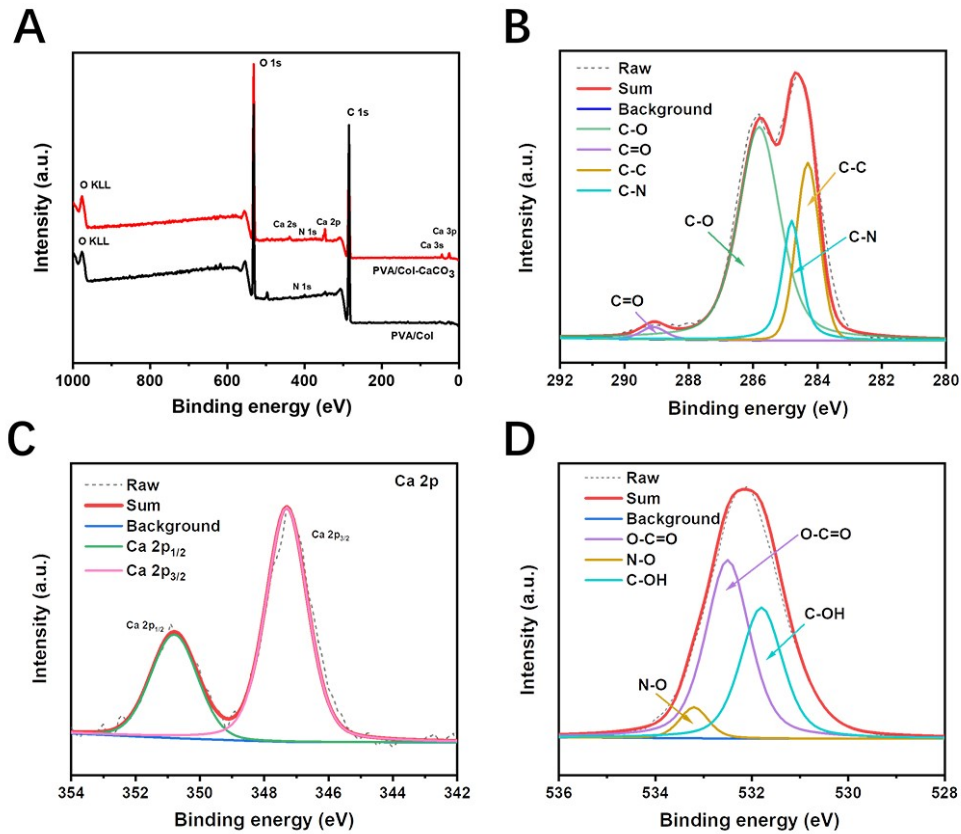 A
O 1s
C 1s
O KLL
Ca 2s
N 1s
Ca 2p
Ca 3p
Ca 3s
PVA/Col-CaCO₃
O KLL
N 1s
PVA/Col
Intensity (a.u.)
1000 800 600 400 200 0
Binding energy (eV)
B
Raw
Sum
Background
C-O
C=O
C-C
C-N
C-C
C-O
C-N
C=O
Intensity (a.u.)
292 290 288 286 284 282 280
Binding energy (eV)
C
Ca 2p
Raw
Sum
Background
Ca 2p₁/₂
Ca 2p₃/₂
Ca 2p₃/₂
Ca 2p₁/₂
Intensity (a.u.)
354 352 350 348 346 344 342
Binding energy (eV)
D
Raw
Sum
Background
O-C=O
N-O
C-OH
O-C=O
C-OH
N-O
Intensity (a.u.)
536 534 532 530 528
Binding energy (eV)